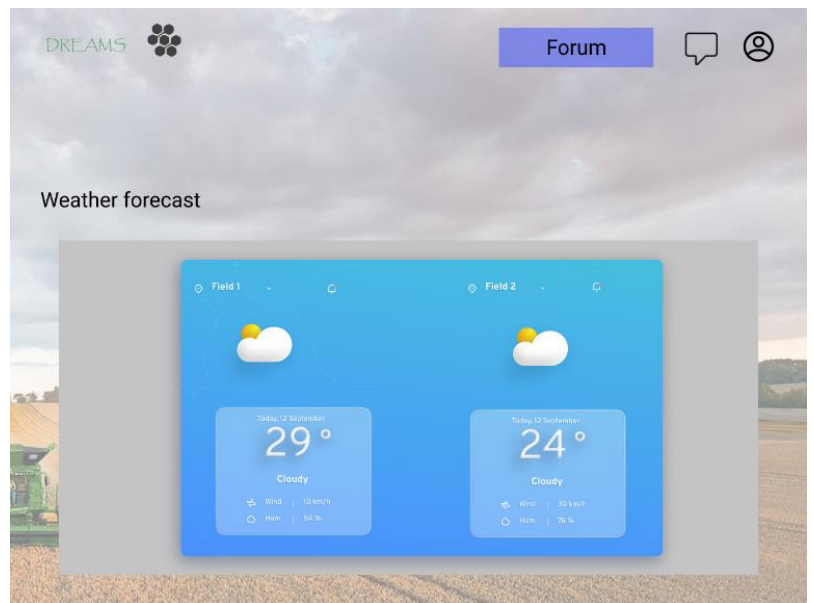 DREAMS
Forum
Weather forecast
Field 1
Field 2
Today, 12 September
29°
Cloudy
Wind | 10 km/h
Hum | 54 %
Today, 12 September
24°
Cloudy
Wind | 30 km/h
Hum | 76 %